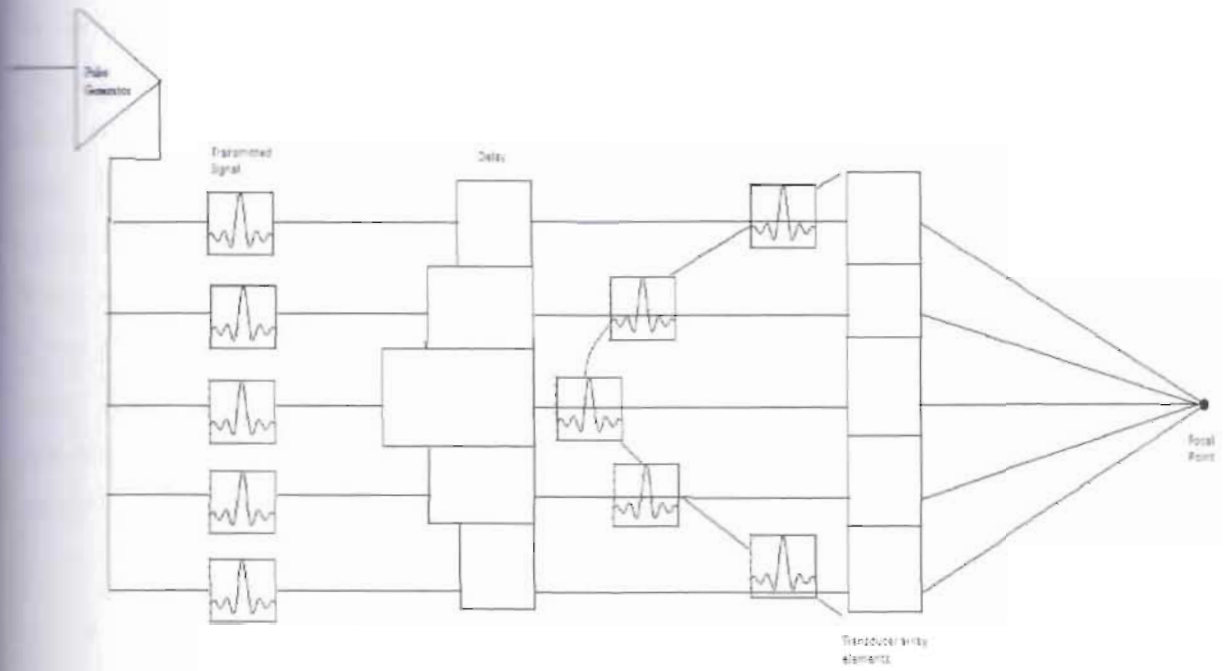 Pulse
Generator
Transmitted
Signal
Delay
Focal
Point
Transducer array
elements